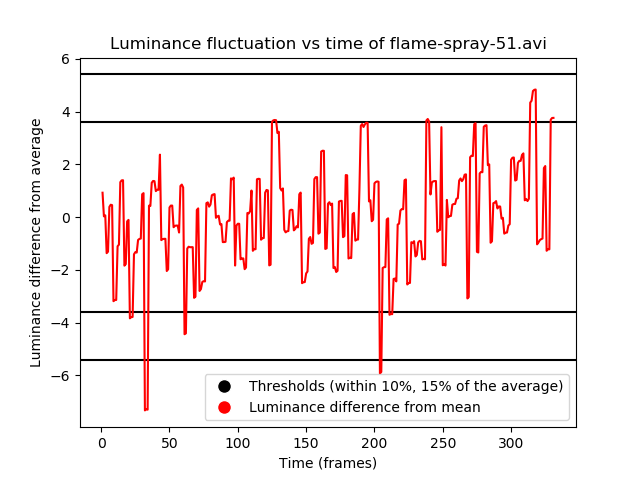 Luminance fluctuation vs time of flame-spray-51.avi
Luminance difference from average
6
4
2
0
−2
−4
−6
Thresholds (within 10%, 15% of the average)
Luminance difference from mean
0 50 100 150 200 250 300
Time (frames)